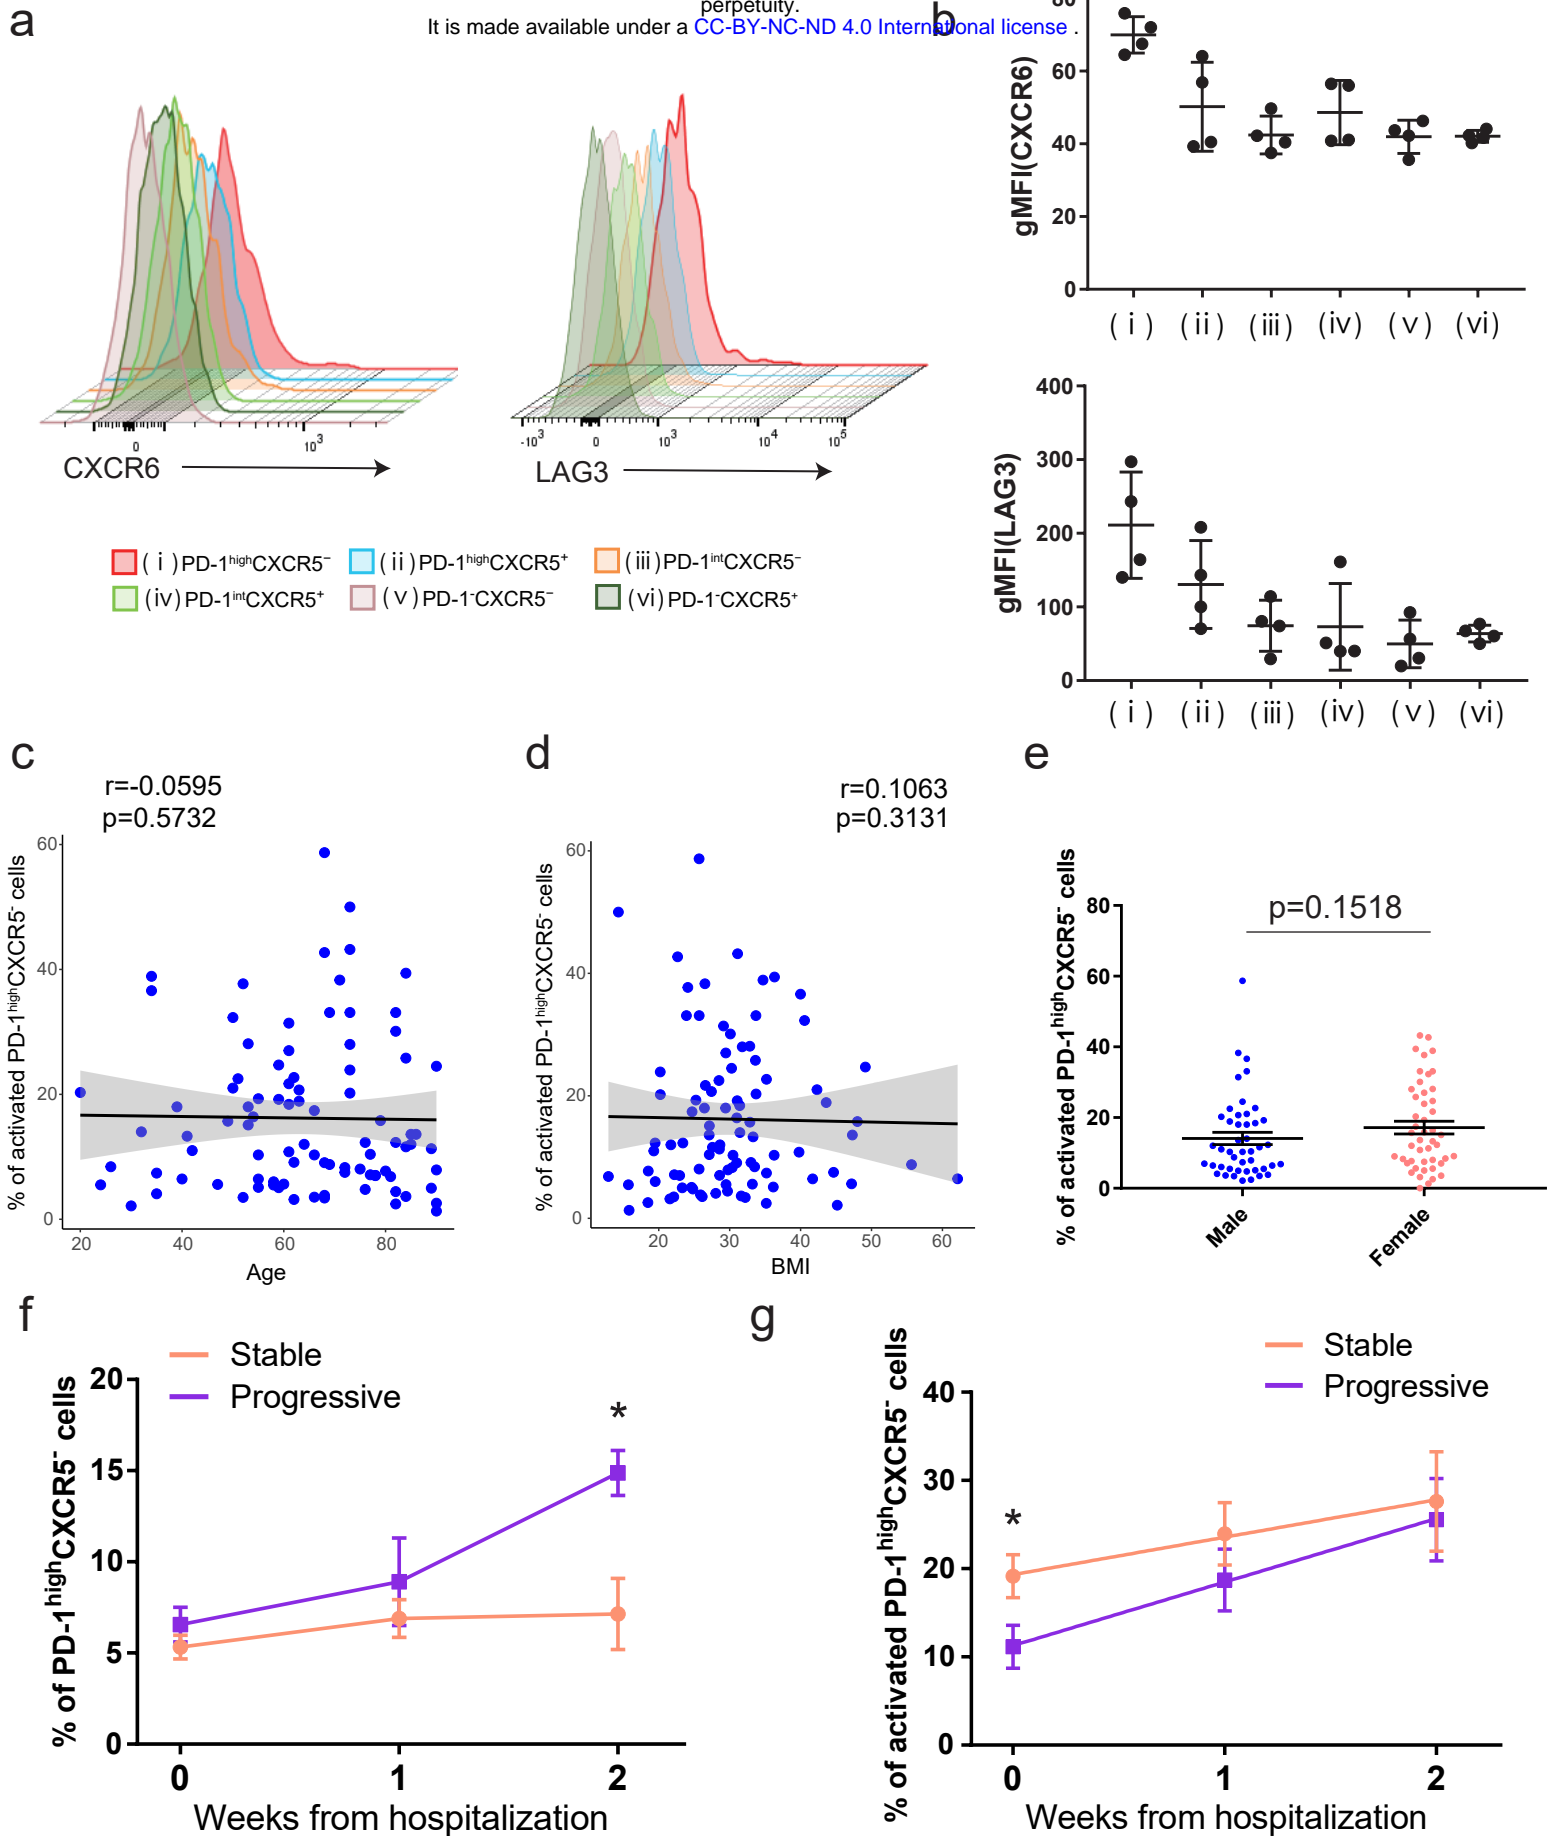 perpetuity.
It is made available under a CC-BY-NC-ND 4.0 International license .
a
CXCR6
0
10³
LAG3
-10³
0
10³
10⁴
10⁵
(i) PD-1ʰⁱᵍʰCXCR5⁻
(ii) PD-1ʰⁱᵍʰCXCR5⁺
(iii) PD-1ⁱⁿᵗCXCR5⁻
(iv) PD-1ⁱⁿᵗCXCR5⁺
(v) PD-1⁻CXCR5⁻
(vi) PD-1⁻CXCR5⁺
b
gMFI(CXCR6)
80
60
40
20
0
(i) (ii) (iii) (iv) (v) (vi)
gMFI(LAG3)
400
300
200
100
0
(i) (ii) (iii) (iv) (v) (vi)
c
r=-0.0595
p=0.5732
% of activated PD-1ʰⁱᵍʰCXCR5⁻ cells
60
40
20
0
20 40 60 80
Age
d
r=0.1063
p=0.3131
% of activated PD-1ʰⁱᵍʰCXCR5⁻ cells
60
40
20
0
20 30 40 50 60
BMI
e
% of activated PD-1ʰⁱᵍʰCXCR5⁻ cells
p=0.1518
80
60
40
20
0
Male
Female
f
Stable
Progressive
% of PD-1ʰⁱᵍʰCXCR5⁻ cells
20
15
10
5
0
*
0 1 2
Weeks from hospitalization
g
Stable
Progressive
% of activated PD-1ʰⁱᵍʰCXCR5⁻ cells
40
30
20
10
0
*
0 1 2
Weeks from hospitalization